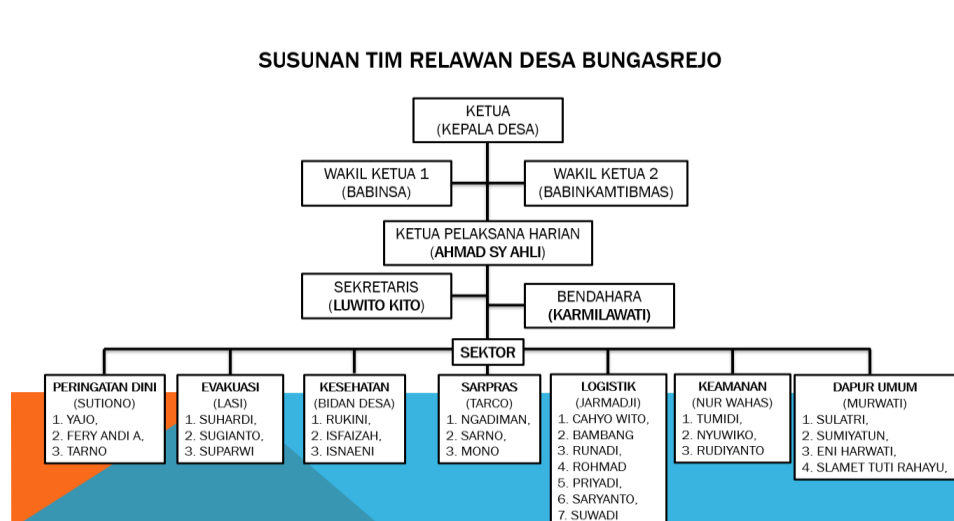 SUSUNAN TIM RELAWAN DESA BUNGASREJO
KETUA
(KEPALA DESA)
WAKIL KETUA 1
(BABINSA)
WAKIL KETUA 2
(BABINKAMTIBMAS)
KETUA PELAKSANA HARIAN
(AHMAD SY AHLI)
SEKRETARIS
(LUWITO KITO)
BENDAHARA
(KARMILAWATI)
SEKTOR
PERINGATAN DINI
(SUTIONO)
1. YAJO,
2. FERY ANDI A,
3. TARNO
EVAKUASI
(LASI)
1. SUHARDI,
2. SUGIANTO,
3. SUPARWI
KESEHATAN
(BIDAN DESA)
1. RUKINI,
2. ISFAIZAH,
3. ISNAENI
SARPRAS
(TARCO)
1. NGADIMAN,
2. SARNO,
3. MONO
LOGISTIK
(JARMADJI)
1. CAHYO WITO,
2. BAMBANG
3. RUNADI,
4. ROHMAD
5. PRIYADI,
6. SARYANTO,
7. SUWADI
KEAMANAN
(NUR WAHAS)
1. TUMIDI,
2. NYUWIKO,
3. RUDIYANTO
DAPUR UMUM
(MURWATI)
1. SULATRI,
2. SUMIYATUN,
3. ENI HARWATI,
4. SLAMET TUTI RAHAYU,